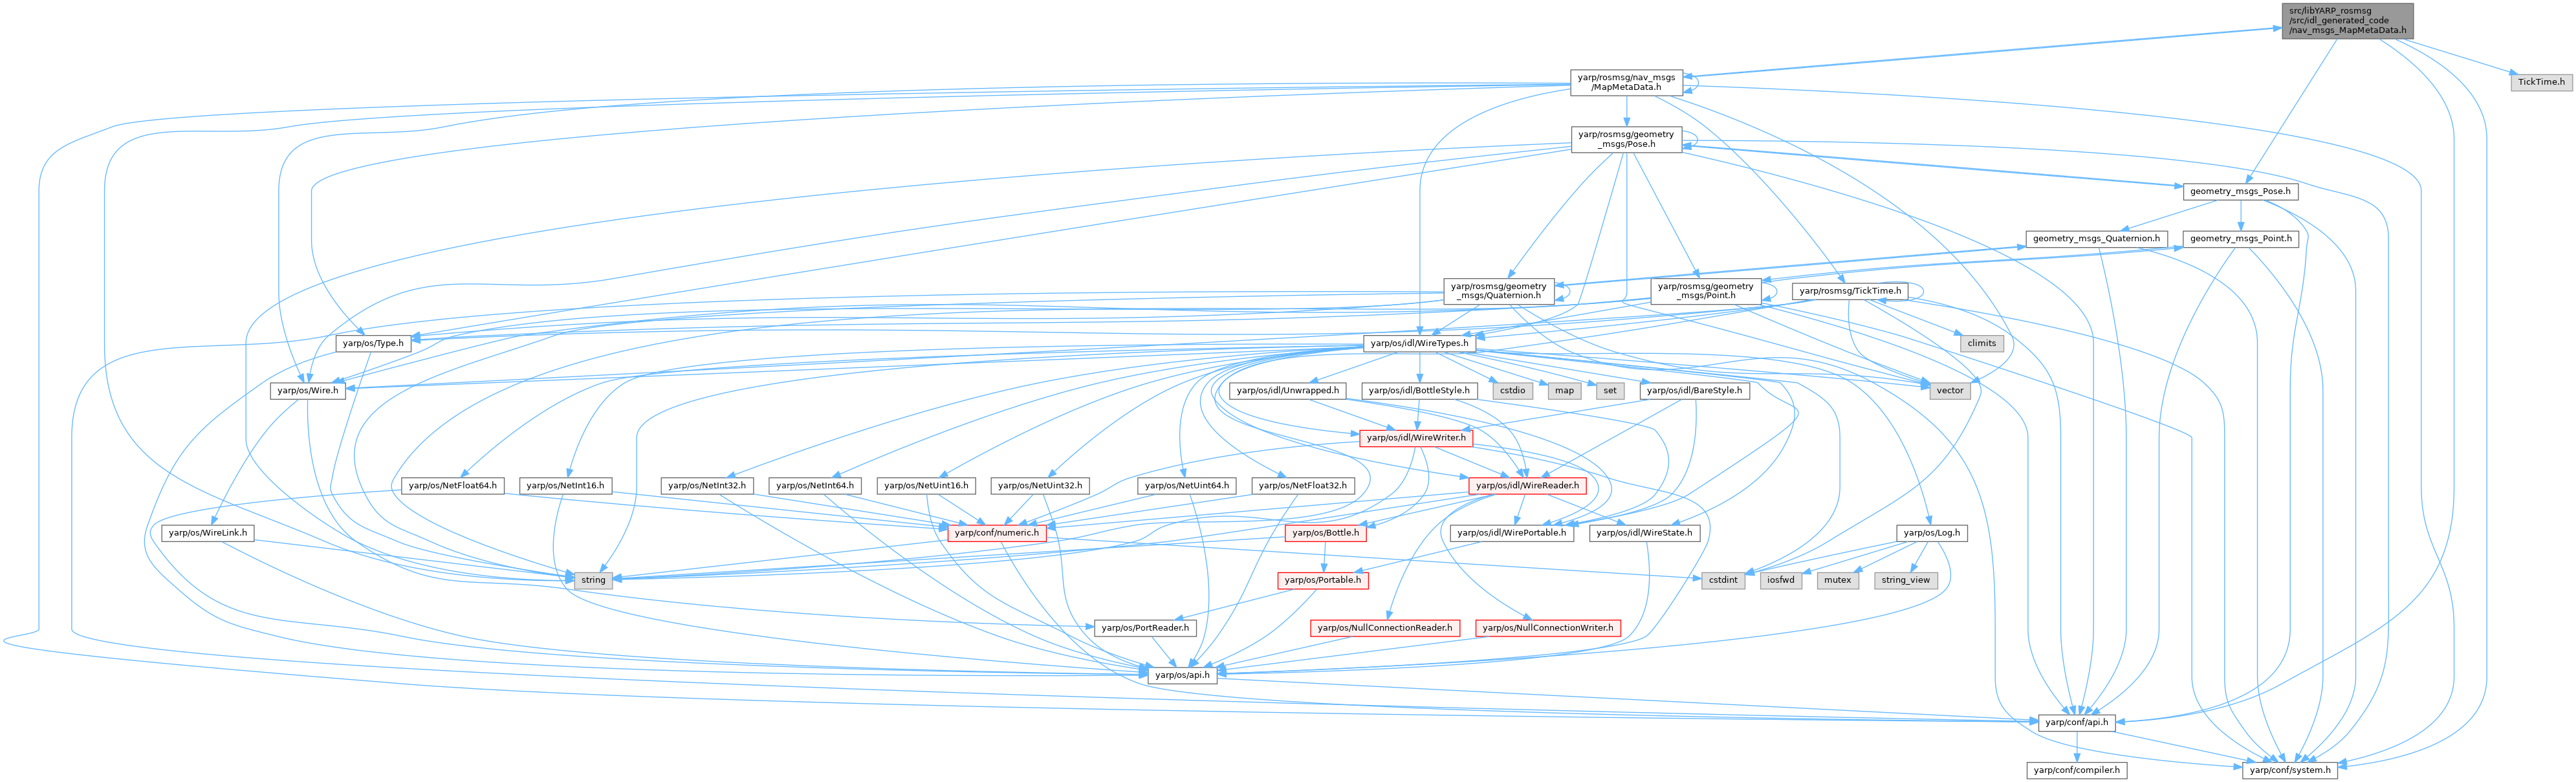 src/libYARP_rosmsg
/src/idl_generated_code
/nav_msgs_MapMetaData.h
yarp/rosmsg/nav_msgs
/MapMetaData.h
TickTime.h
yarp/rosmsg/geometry
_msgs/Pose.h
geometry_msgs_Pose.h
geometry_msgs_Quaternion.h
geometry_msgs_Point.h
yarp/rosmsg/geometry
_msgs/Quaternion.h
yarp/rosmsg/geometry
_msgs/Point.h
yarp/rosmsg/TickTime.h
yarp/os/Type.h
yarp/os/idl/WireTypes.h
climits
yarp/os/Wire.h
yarp/os/idl/Unwrapped.h
yarp/os/idl/BottleStyle.h
cstdio
map
set
yarp/os/idl/BareStyle.h
vector
yarp/os/idl/WireWriter.h
yarp/os/NetFloat64.h
yarp/os/NetInt16.h
yarp/os/NetInt32.h
yarp/os/NetInt64.h
yarp/os/NetUint16.h
yarp/os/NetUint32.h
yarp/os/NetUint64.h
yarp/os/NetFloat32.h
yarp/os/idl/WireReader.h
yarp/os/WireLink.h
yarp/conf/numeric.h
yarp/os/Bottle.h
yarp/os/idl/WirePortable.h
yarp/os/idl/WireState.h
yarp/os/Log.h
string
yarp/os/Portable.h
cstdint
iosfwd
mutex
string_view
yarp/os/PortReader.h
yarp/os/NullConnectionReader.h
yarp/os/NullConnectionWriter.h
yarp/os/api.h
yarp/conf/api.h
yarp/conf/compiler.h
yarp/conf/system.h